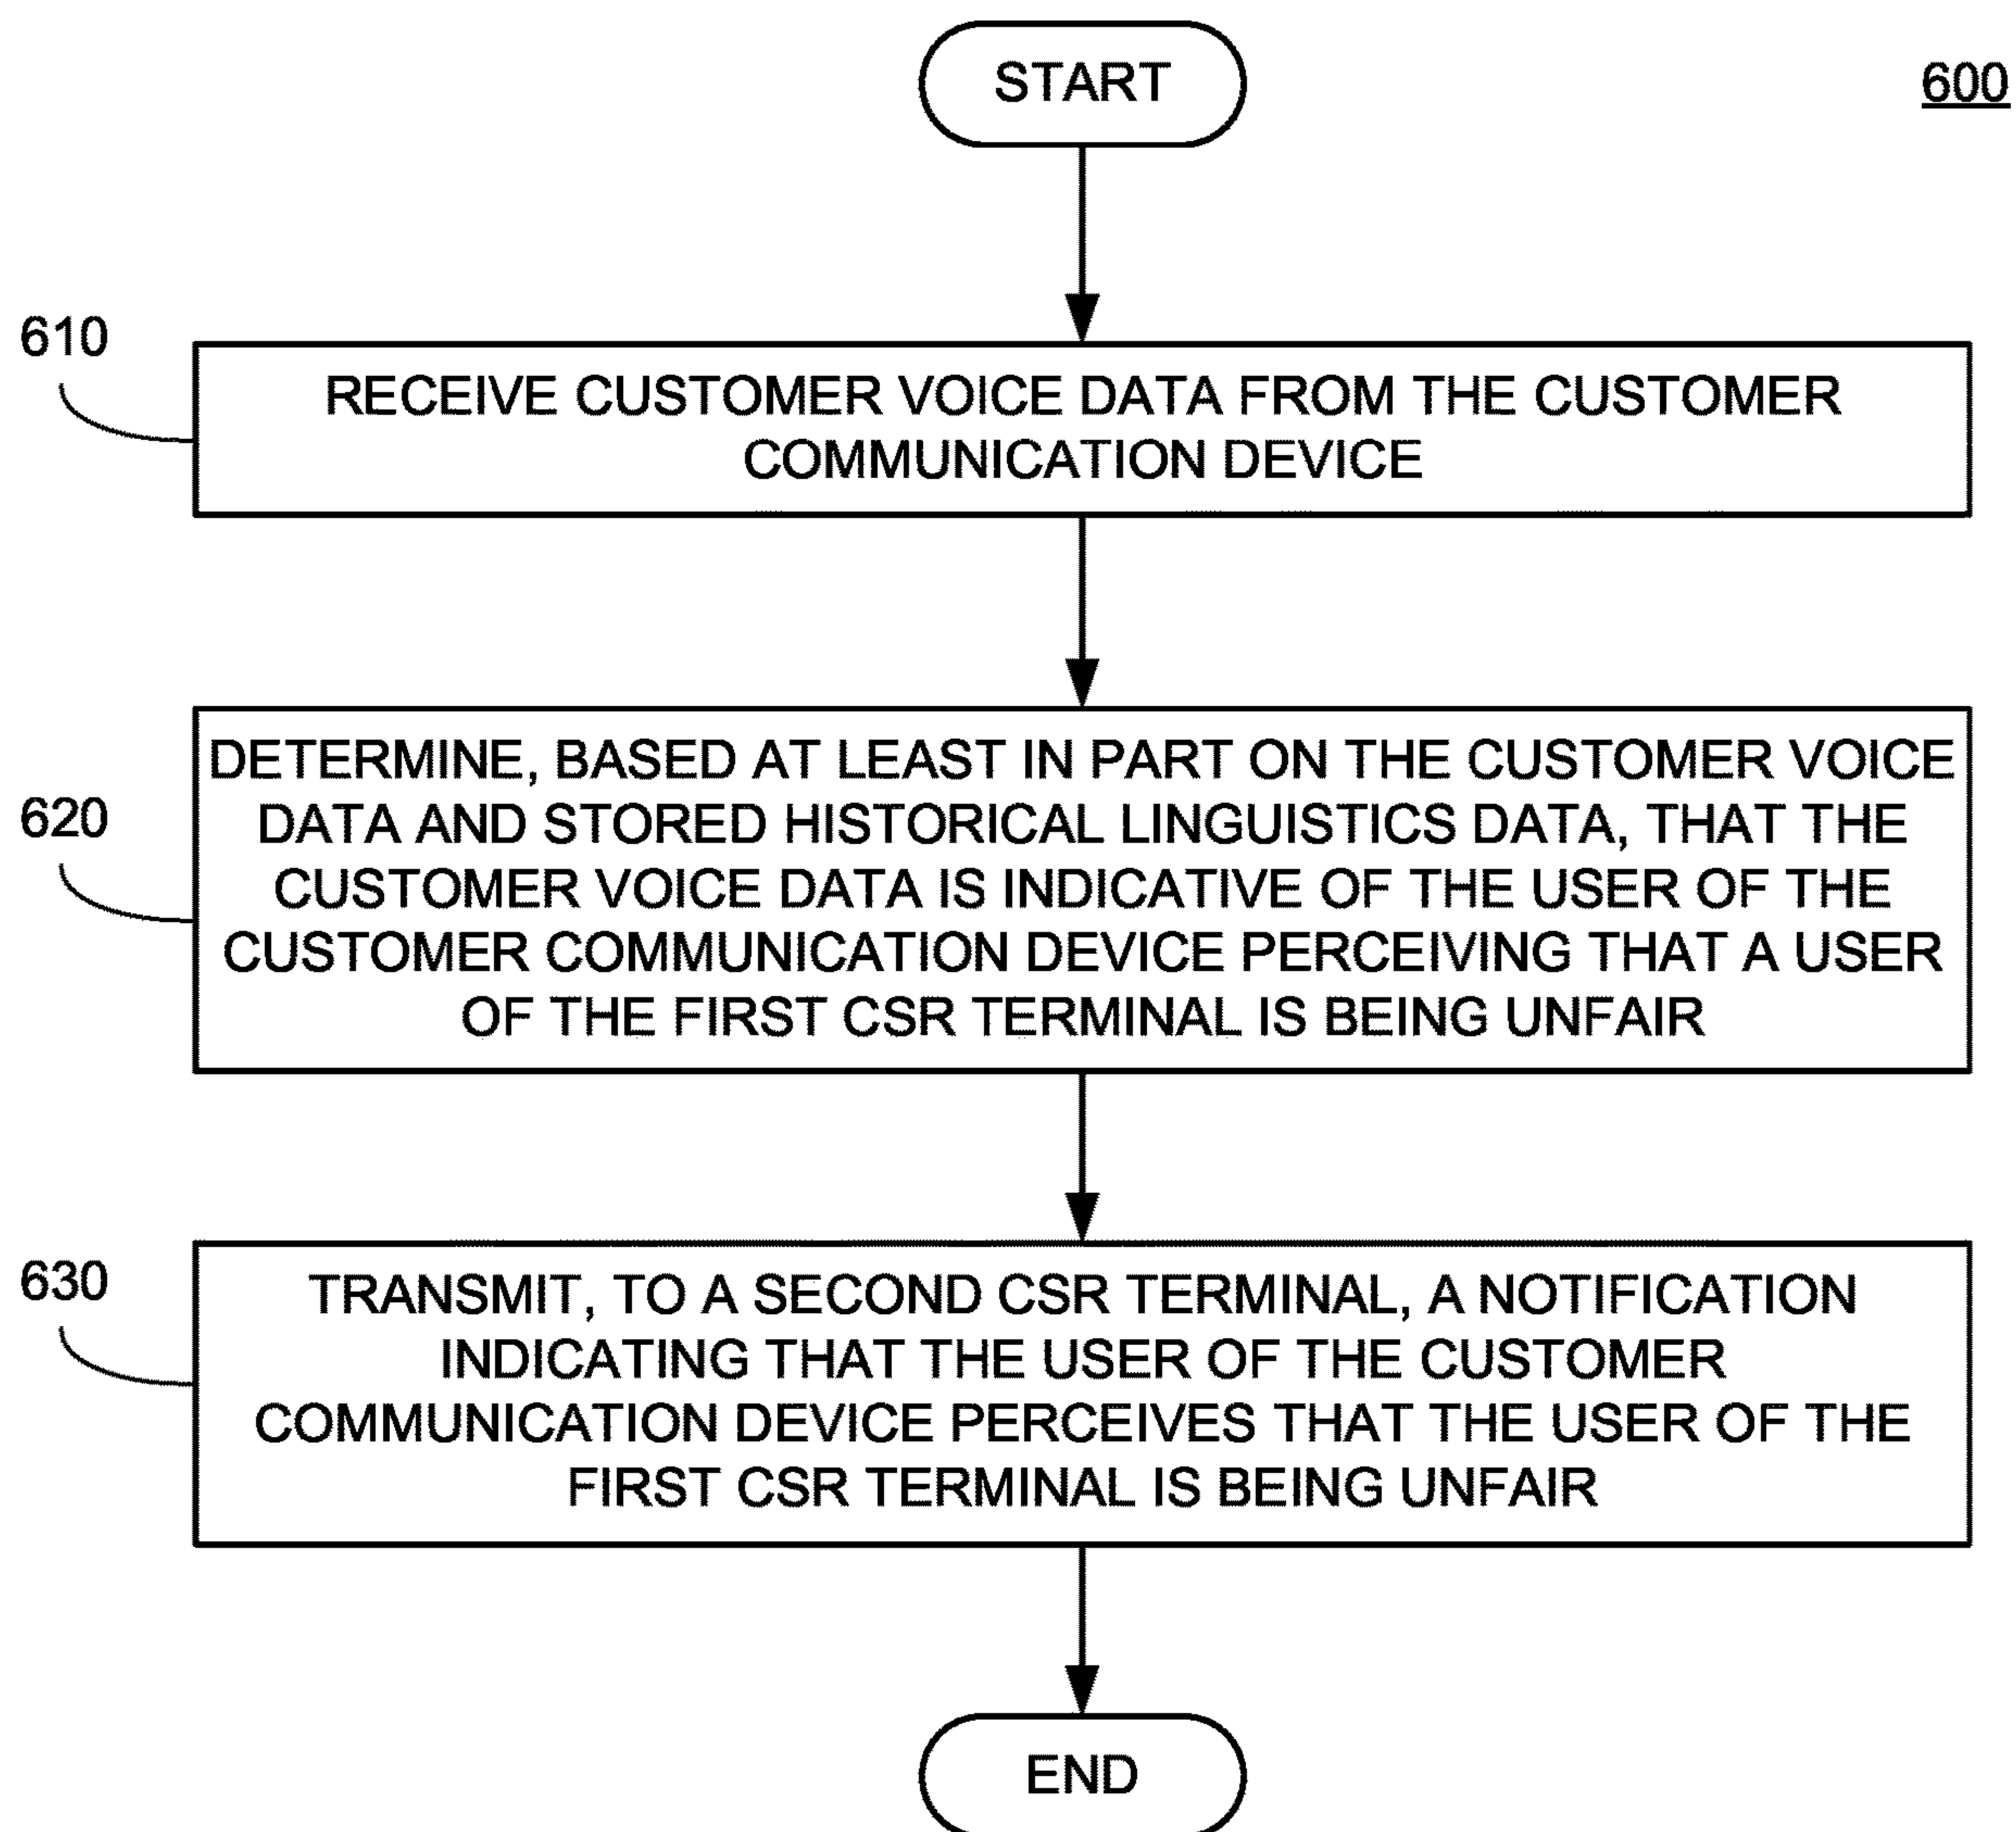 START
600
610
RECEIVE CUSTOMER VOICE DATA FROM THE CUSTOMER
COMMUNICATION DEVICE
620
DETERMINE, BASED AT LEAST IN PART ON THE CUSTOMER VOICE
DATA AND STORED HISTORICAL LINGUISTICS DATA, THAT THE
CUSTOMER VOICE DATA IS INDICATIVE OF THE USER OF THE
CUSTOMER COMMUNICATION DEVICE PERCEIVING THAT A USER
OF THE FIRST CSR TERMINAL IS BEING UNFAIR
630
TRANSMIT, TO A SECOND CSR TERMINAL, A NOTIFICATION
INDICATING THAT THE USER OF THE CUSTOMER
COMMUNICATION DEVICE PERCEIVES THAT THE USER OF THE
FIRST CSR TERMINAL IS BEING UNFAIR
END